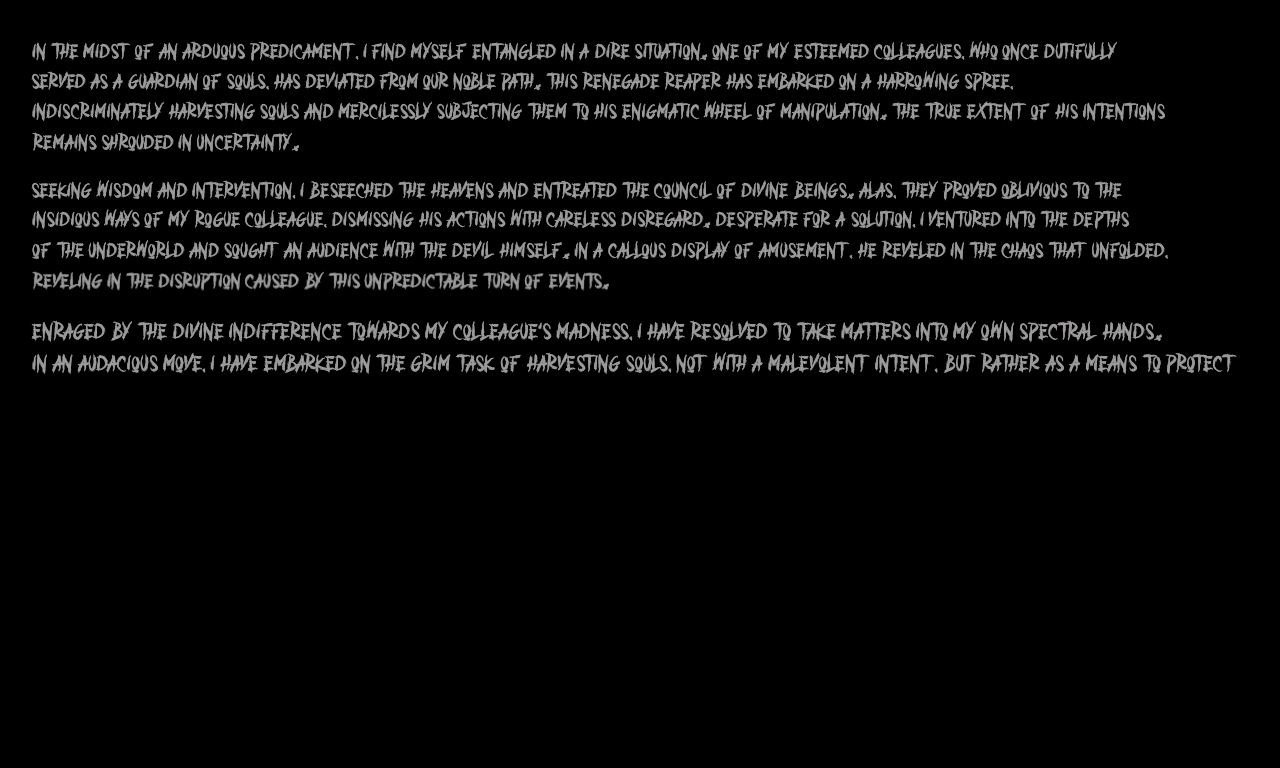 IN THE MIDST OF AN ARDUOUS PREDICAMENT, I FIND MYSELF ENTANGLED IN A DIRE SITUATION. ONE OF MY ESTEEMED COLLEAGUES, WHO ONCE DUTIFULLY
SERVED AS A GUARDIAN OF SOULS, HAS DEVIATED FROM OUR NOBLE PATH. THIS RENEGADE REAPER HAS EMBARKED ON A HARROWING SPREE,
INDISCRIMINATELY HARVESTING SOULS AND MERCILESSLY SUBJECTING THEM TO HIS ENIGMATIC WHEEL OF MANIPULATION. THE TRUE EXTENT OF HIS INTENTIONS
REMAINS SHROUDED IN UNCERTAINTY.
SEEKING WISDOM AND INTERVENTION, I BESEECHED THE HEAVENS AND ENTREATED THE COUNCIL OF DIVINE BEINGS. ALAS, THEY PROVED OBLIVIOUS TO THE
INSIDIOUS WAYS OF MY ROGUE COLLEAGUE, DISMISSING HIS ACTIONS WITH CARELESS DISREGARD. DESPERATE FOR A SOLUTION, I VENTURED INTO THE DEPTHS
OF THE UNDERWORLD AND SOUGHT AN AUDIENCE WITH THE DEVIL HIMSELF. IN A CALLOUS DISPLAY OF AMUSEMENT, HE REVELED IN THE CHAOS THAT UNFOLDED,
REVELING IN THE DISRUPTION CAUSED BY THIS UNPREDICTABLE TURN OF EVENTS.
ENRAGED BY THE DIVINE INDIFFERENCE TOWARDS MY COLLEAGUE'S MADNESS, I HAVE RESOLVED TO TAKE MATTERS INTO MY OWN SPECTRAL HANDS.
IN AN AUDACIOUS MOVE, I HAVE EMBARKED ON THE GRIM TASK OF HARVESTING SOULS, NOT WITH A MALEVOLENT INTENT, BUT RATHER AS A MEANS TO PROTECT